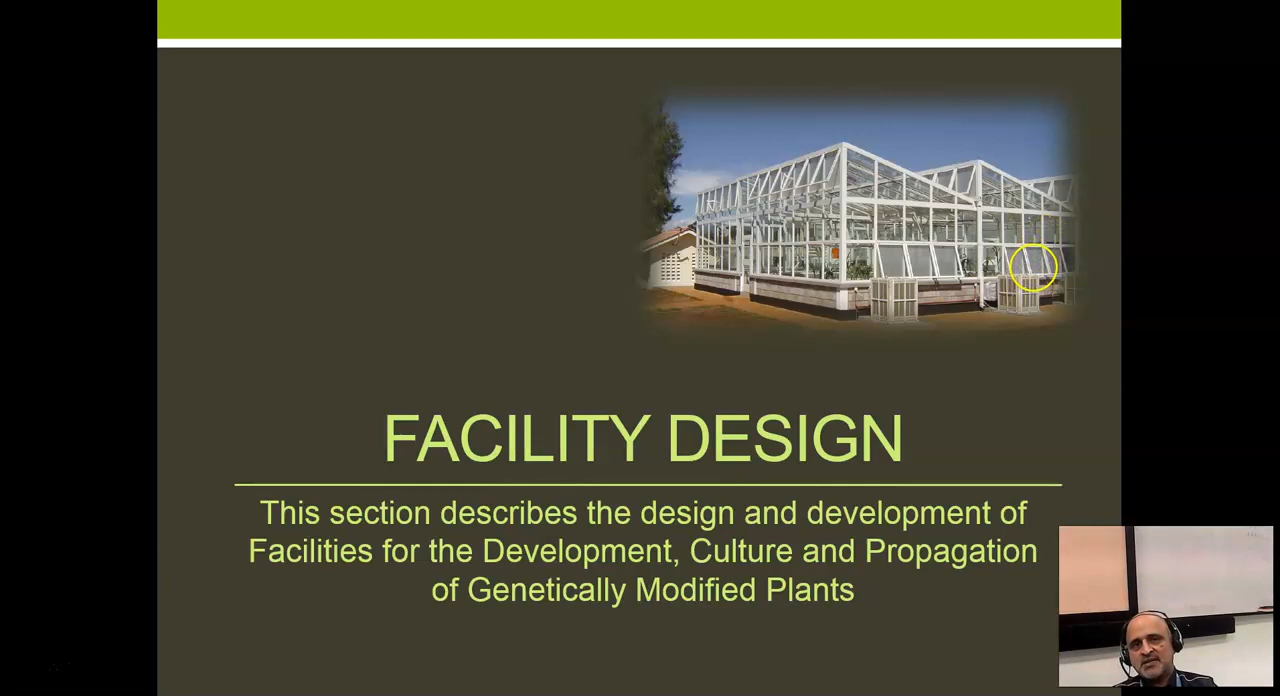 FACILITY DESIGN
This section describes the design and development of
Facilities for the Development, Culture and Propagation
of Genetically Modified Plants